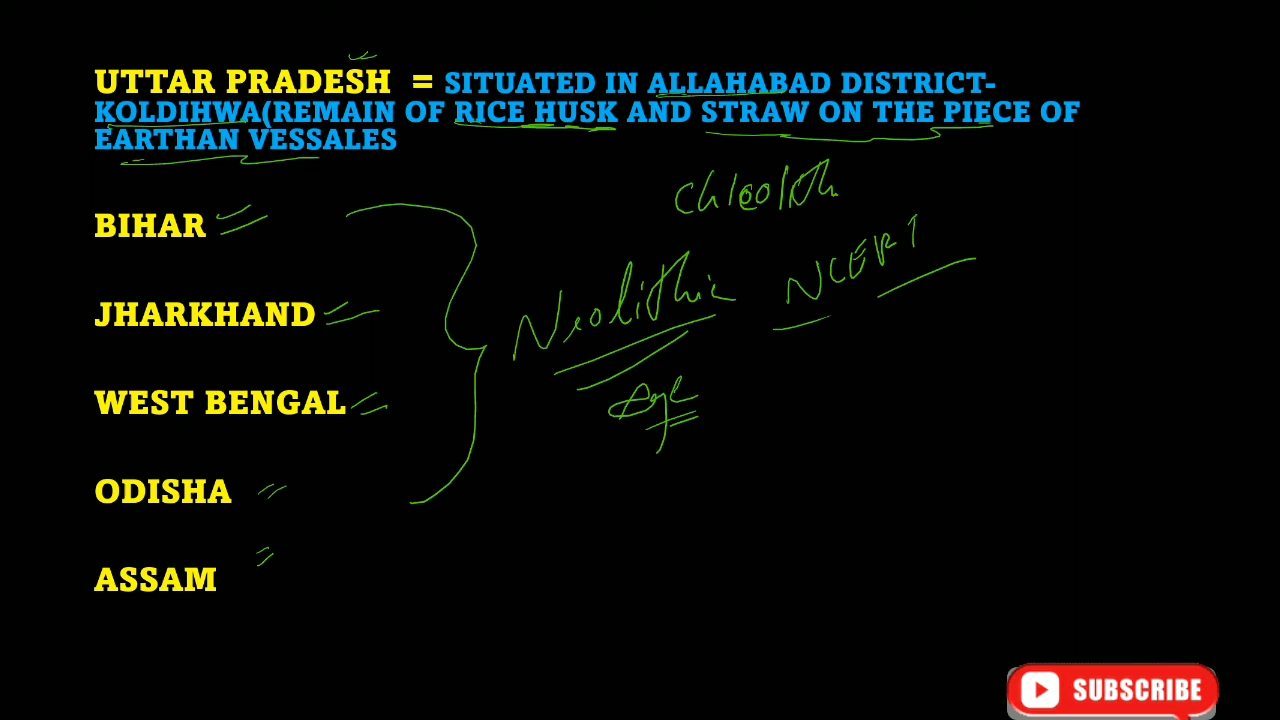 UTTAR PRADESH = SITUATED IN ALLAHABAD DISTRICT-
KOLDIHWA(REMAIN OF RICE HUSK AND STRAW ON THE PIECE OF
EARTHAN VESSALES
BIHAR
JHARKHAND
WEST BENGAL
ODISHA
ASSAM
Neolithic
Age
NCERT
SUBSCRIBE